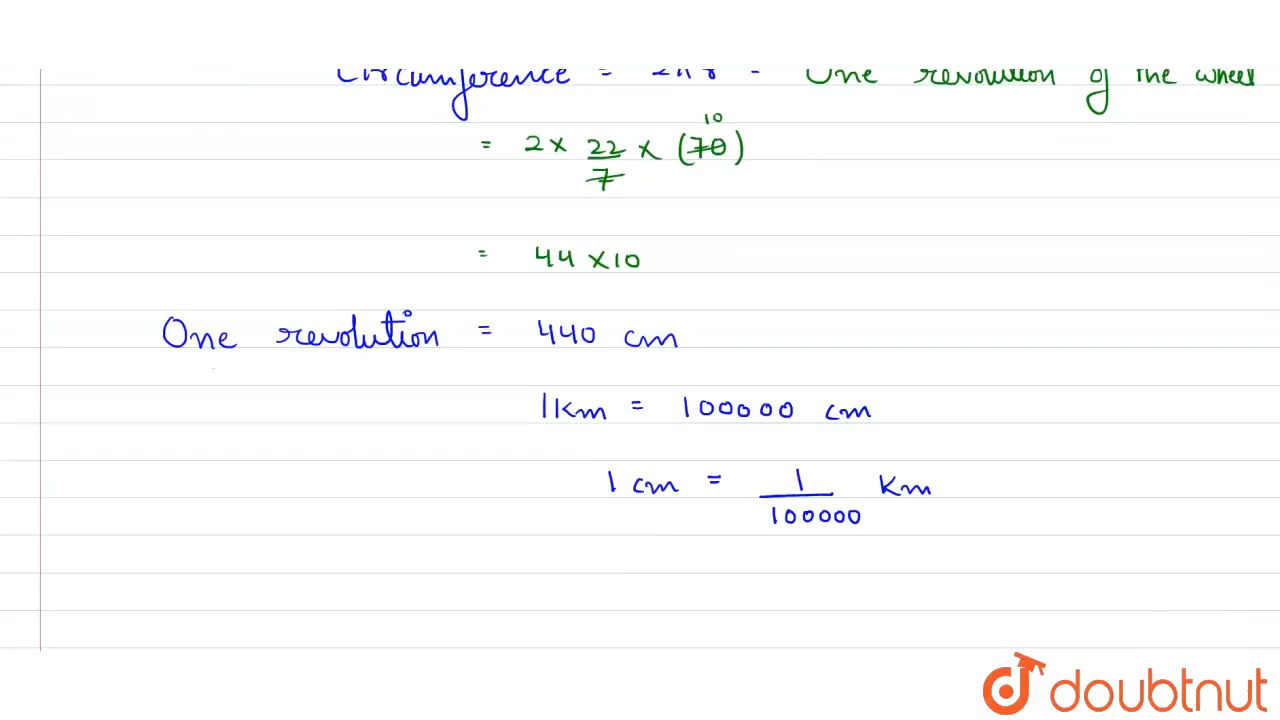 Circumference = 2πr = One revolution of the wheel
10
= 2 × 22/7 × (70)
= 44 × 10
One revolution = 440 cm
1 Km = 100000 cm
1 cm = 1/100000 Km
doubtnut